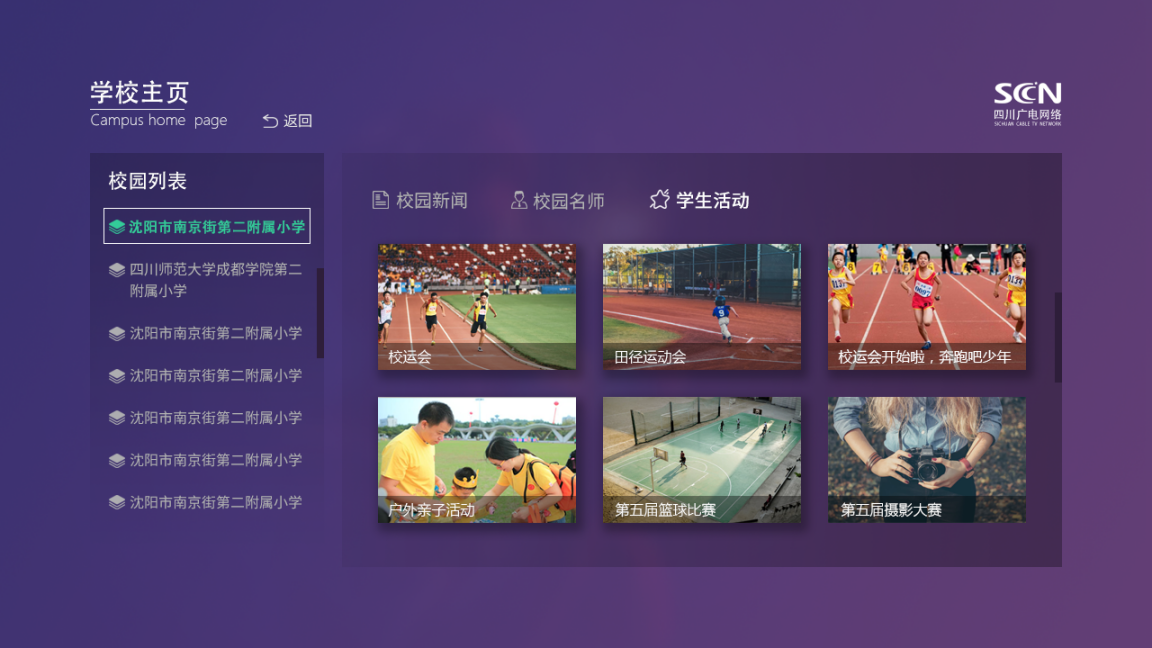 学校主页
Campus home page
返回
SCN
四川广电网络
SICHUAN CABLE TV NETWORK
校园列表
沈阳市南京街第二附属小学
四川师范大学成都学院第二
附属小学
沈阳市南京街第二附属小学
沈阳市南京街第二附属小学
沈阳市南京街第二附属小学
沈阳市南京街第二附属小学
沈阳市南京街第二附属小学
校园新闻
校园名师
学生活动
校运会
田径运动会
9
校运会开始啦，奔跑吧少年
户外亲子活动
第五届篮球比赛
第五届摄影大赛